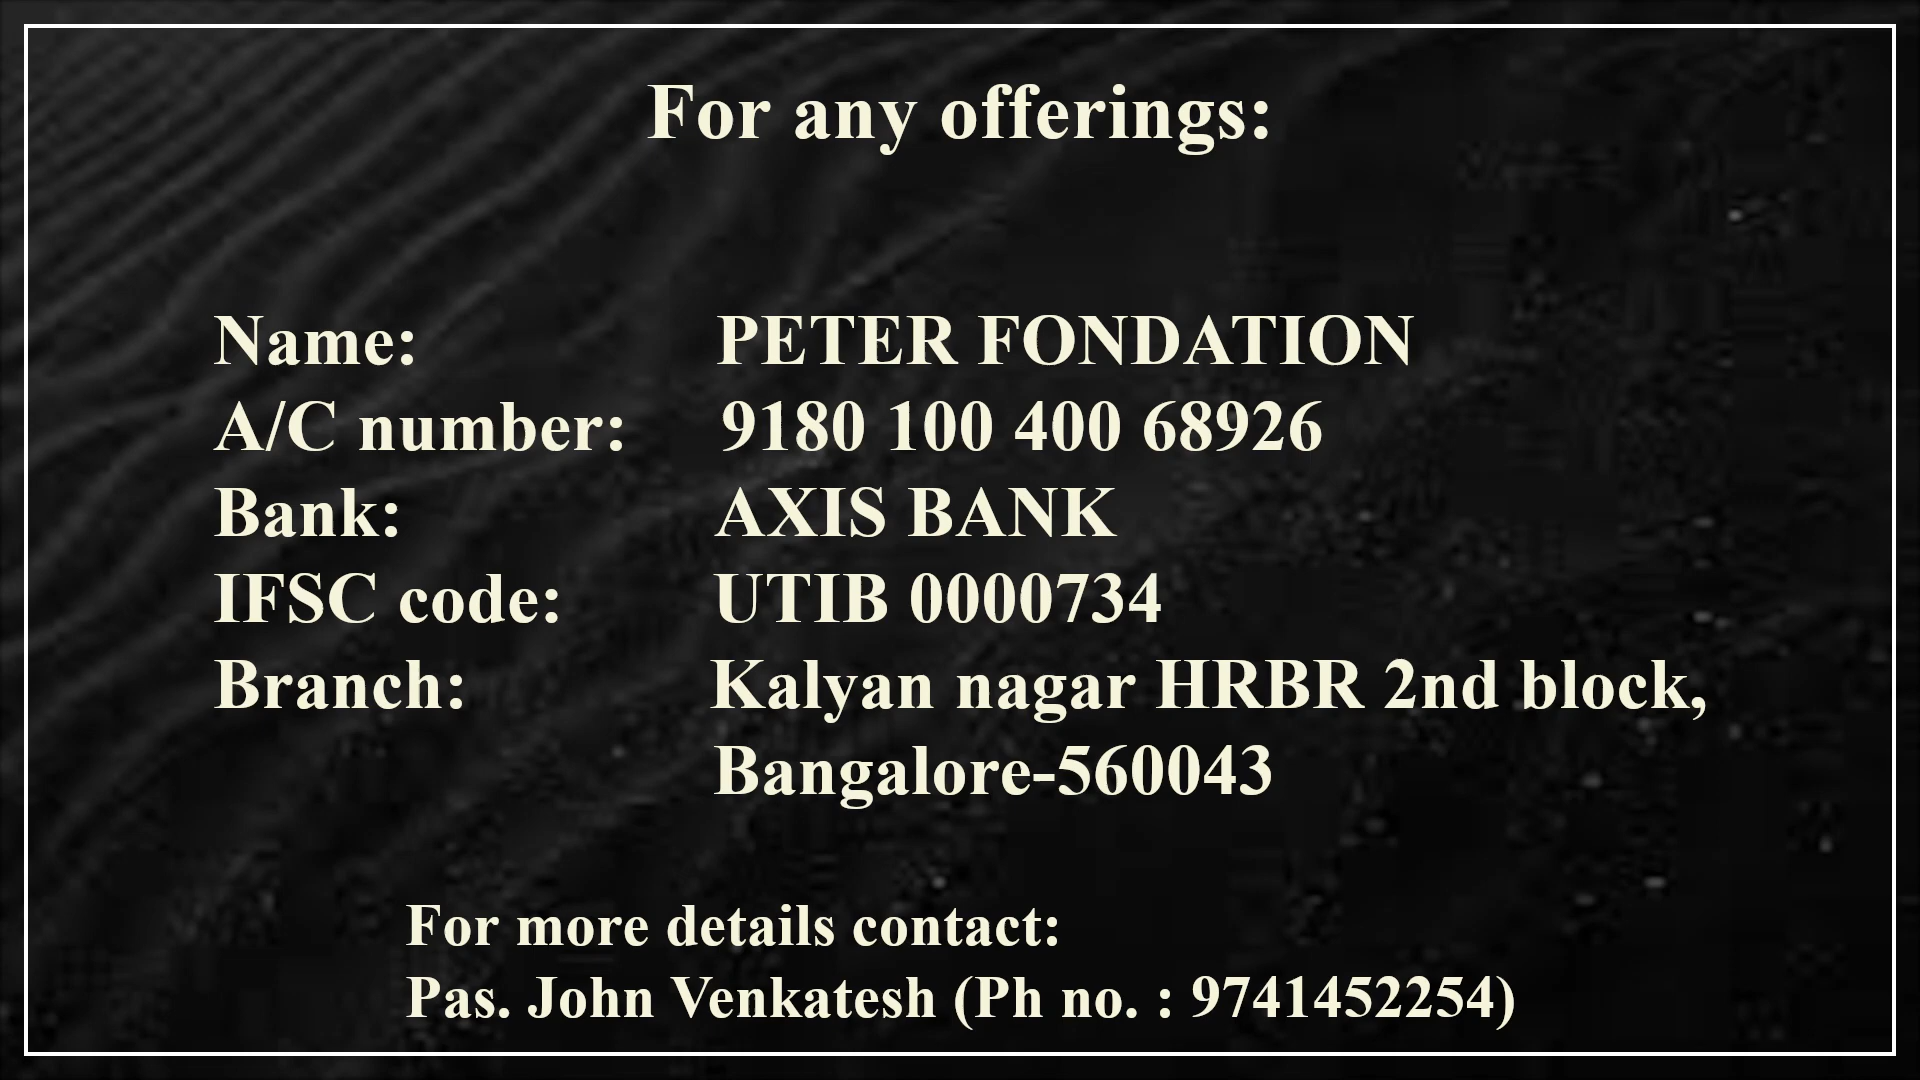 For any offerings:
Name: PETER FONDATION
A/C number: 9180 100 400 68926
Bank: AXIS BANK
IFSC code: UTIB 0000734
Branch: Kalyan nagar HRBR 2nd block,
Bangalore-560043
For more details contact:
Pas. John Venkatesh (Ph no. : 9741452254)